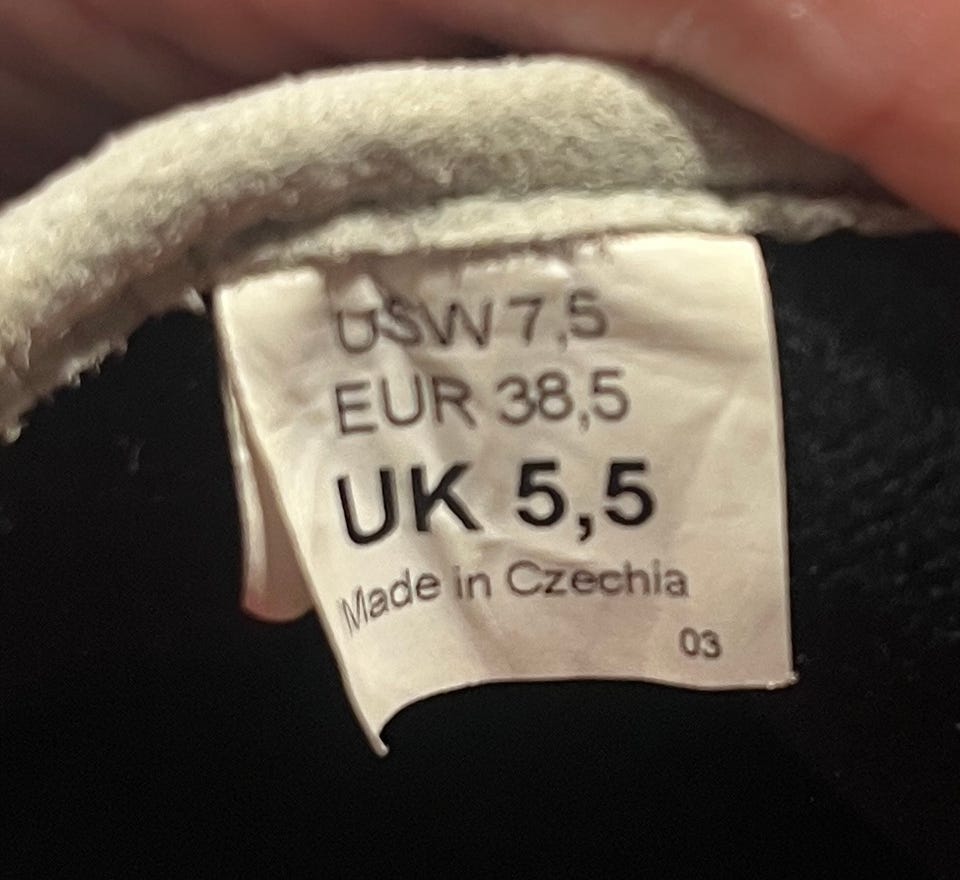 USW 7,5
EUR 38,5
UK 5,5
Made in Czechia
03